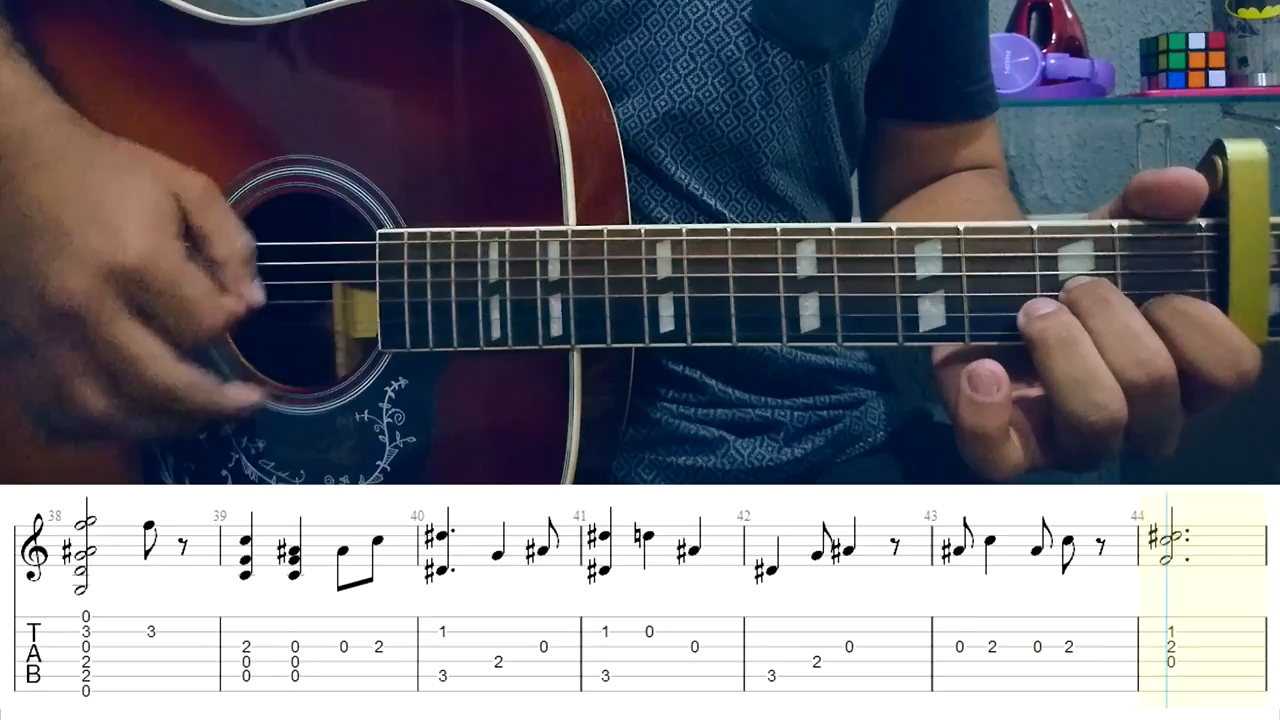 38 39 40 41 42 43 44
0
3 3 1 1 0 1
0 2 0 0 2 0 0 0 0 2 0 2 2
2 0 0 2 2 0
2 0 0 3 3 3
0
T
A
B